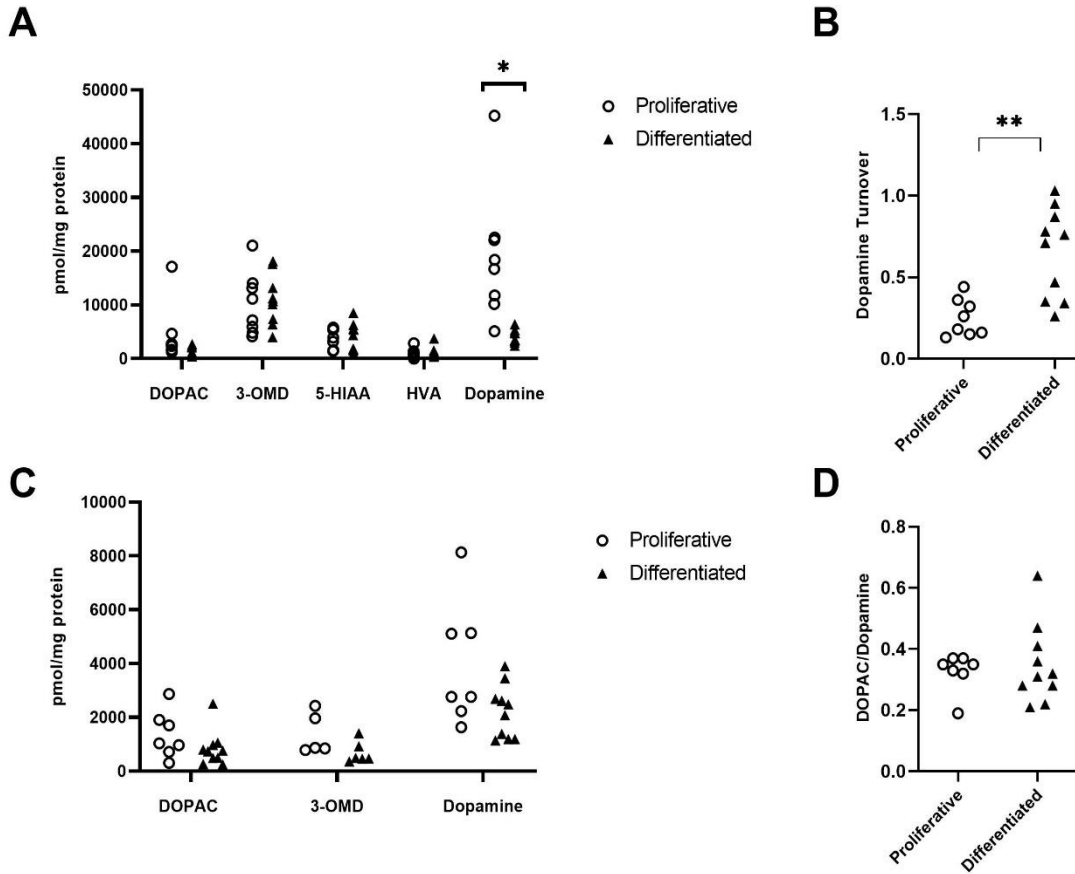 A
*
50000
40000
30000
20000
10000
0
pmol/mg protein
DOPAC 3-OMD 5-HIAA HVA Dopamine
Proliferative
Differentiated
B
**
1.5
1.0
0.5
0.0
Dopamine Turnover
Proliferative
Differentiated
C
10000
8000
6000
4000
2000
0
pmol/mg protein
DOPAC 3-OMD Dopamine
Proliferative
Differentiated
D
0.8
0.6
0.4
0.2
0.0
DOPAC/Dopamine
Proliferative
Differentiated